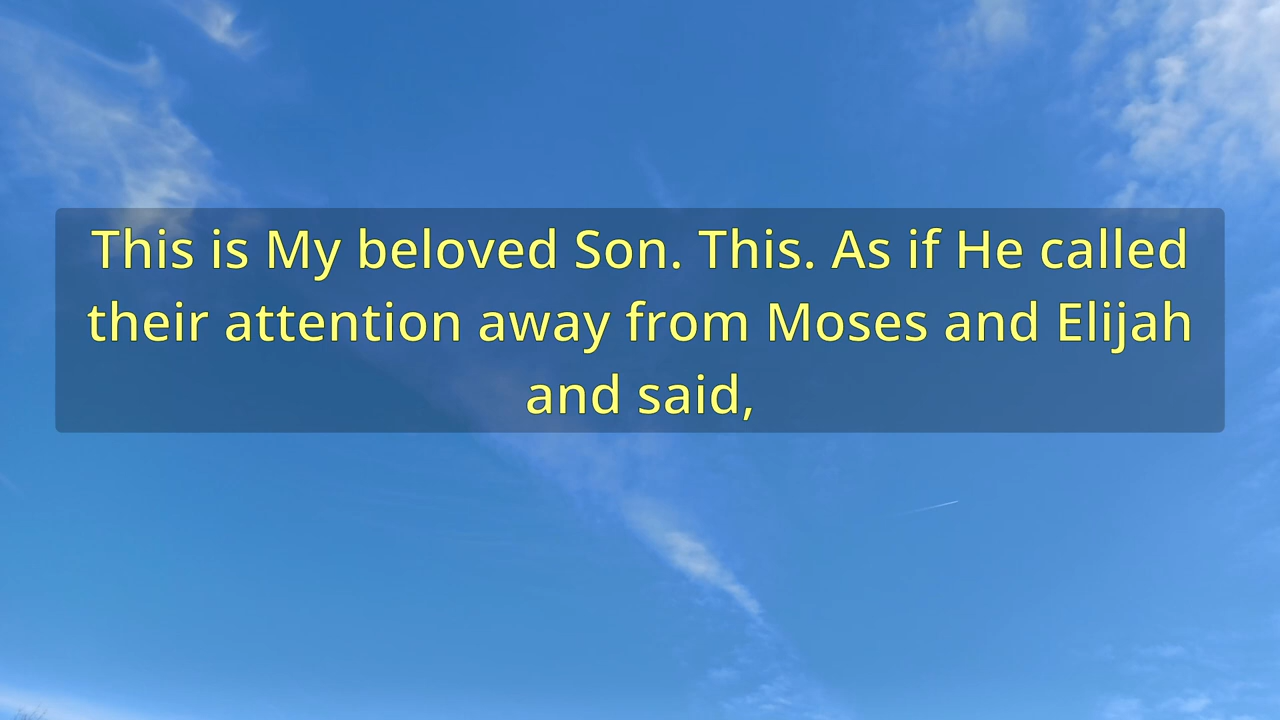 This is My beloved Son. This. As if He called
their attention away from Moses and Elijah
and said,